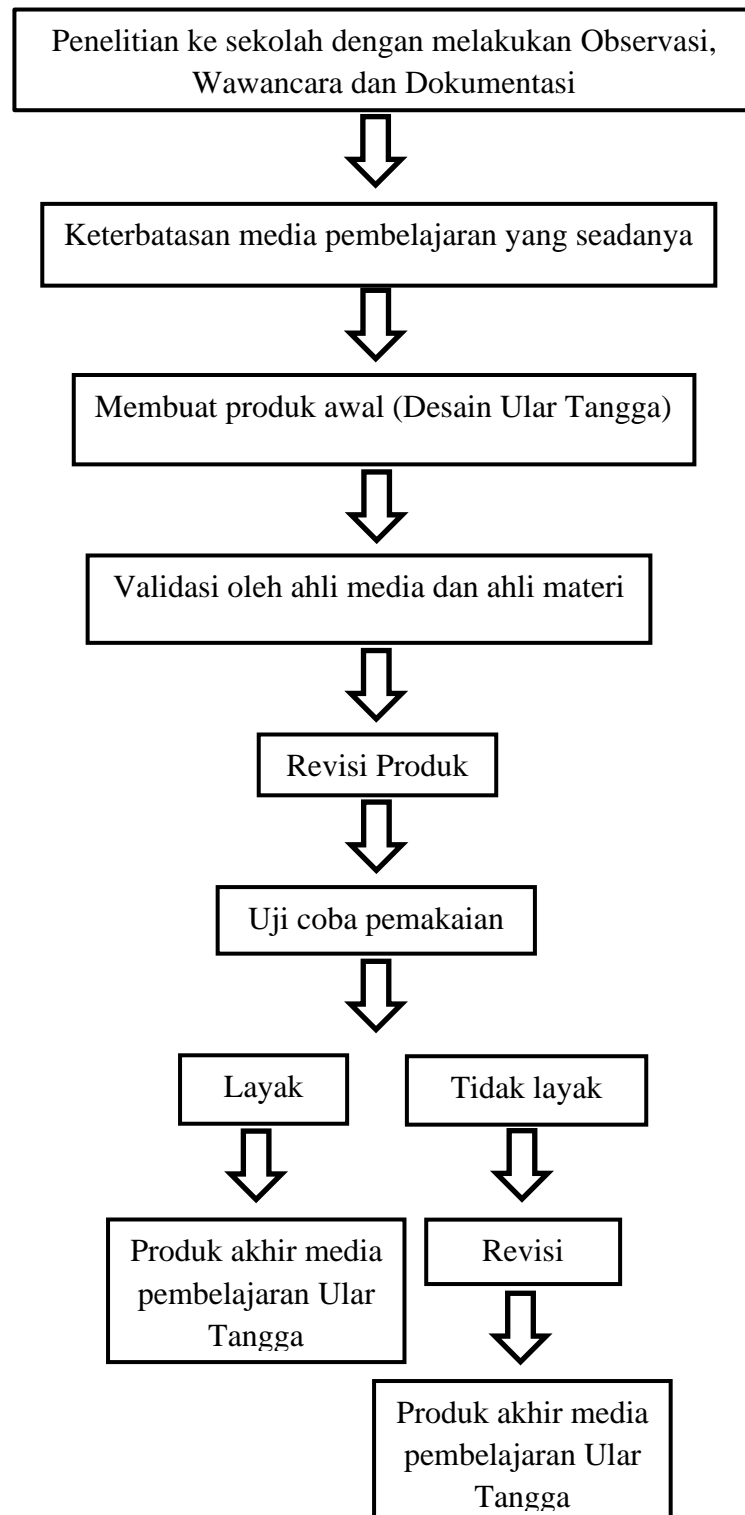 Penelitian ke sekolah dengan melakukan Observasi,
Wawancara dan Dokumentasi
Keterbatasan media pembelajaran yang seadanya
Membuat produk awal (Desain Ular Tangga)
Validasi oleh ahli media dan ahli materi
Revisi Produk
Uji coba pemakaian
Layak
Tidak layak
Produk akhir media
pembelajaran Ular
Tangga
Revisi
Produk akhir media
pembelajaran Ular
Tangga